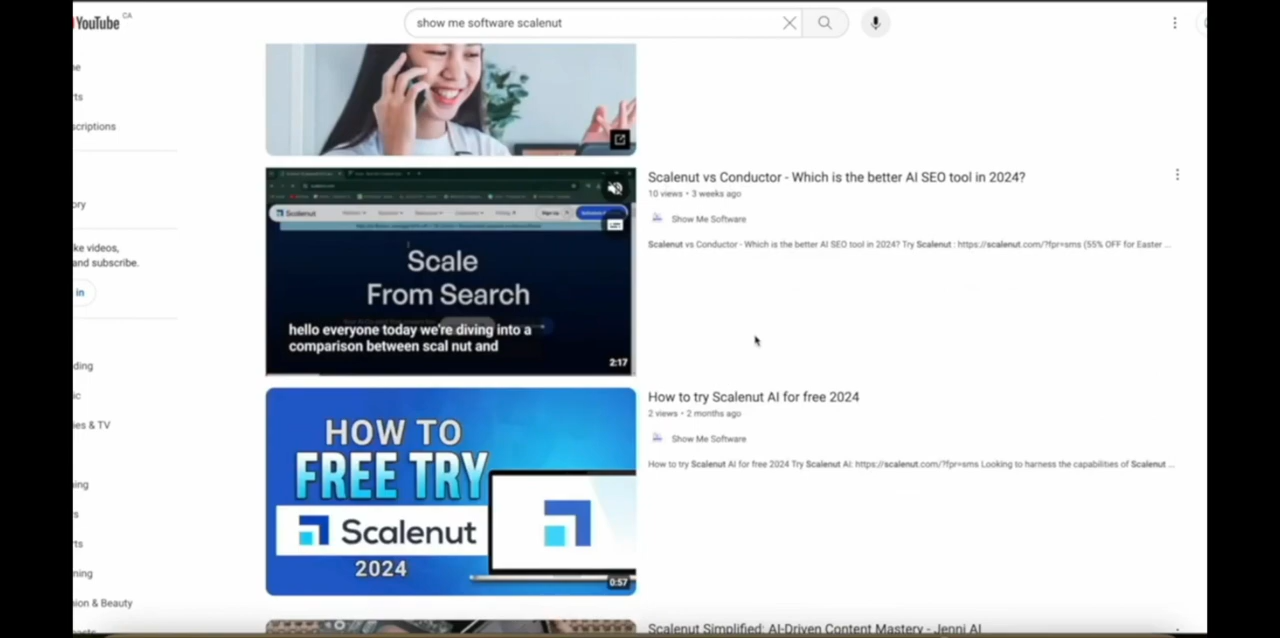 YouTube CA
show me software scalenut
Scalenut vs Conductor - Which is the better AI SEO tool in 2024?
10 views • 3 weeks ago
Show Me Software
Scalenut vs Conductor - Which is the better AI SEO tool in 2024? Try Scalenut : https://scalenut.com/?fpr=sms (55% OFF for Easter ...
Scalenut
Scale
From Search
hello everyone today we're diving into a
comparison between scal nut and
2:17
ke videos,
and subscribe.
in
scriptions
ory
ding
ies & TV
ning
rts
ning
ion & Beauty
How to try Scalenut AI for free 2024
2 views • 2 months ago
Show Me Software
How to try Scalenut AI for free 2024 Try Scalenut AI: https://scalenut.com/?fpr=sms Looking to harness the capabilities of Scalenut ...
HOW TO
FREE TRY
Scalenut
2024
0:57
Scalenut Simplified: AI-Driven Content Mastery - Jenni AI